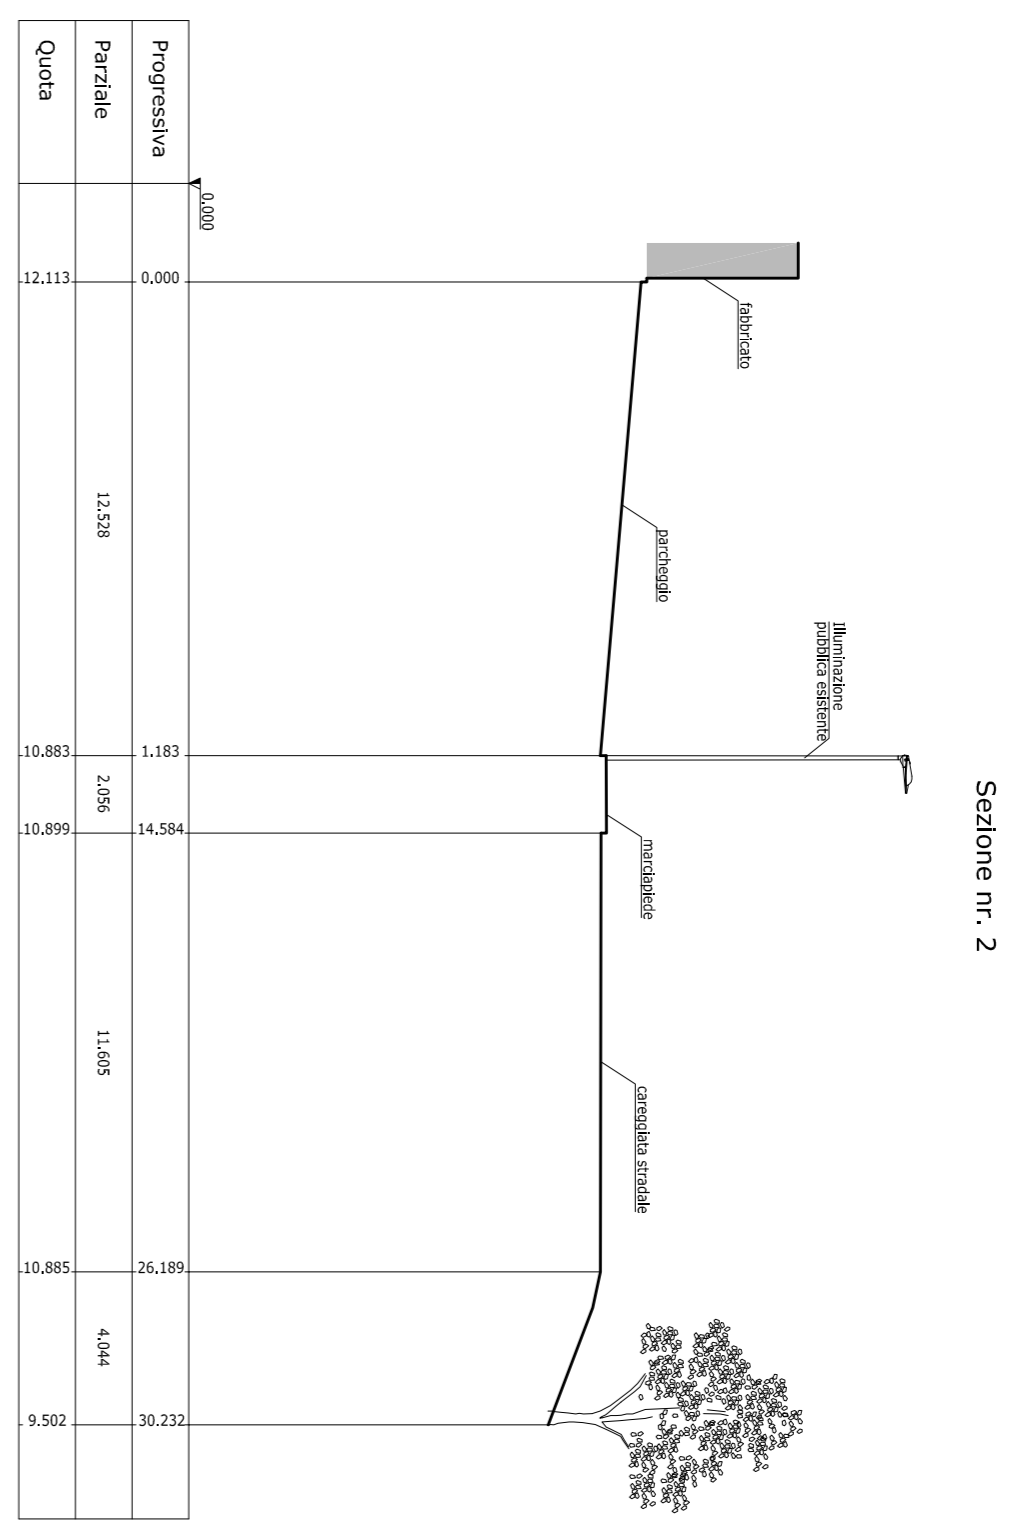 Sezione nr. 2
Illuminazione
pubblica esistente
fabbricato
parcheggio
marciapiede
careggiata stradale
0.000
Progressiva
0.000
1.183
14.584
26.189
30.232
Parziale
12.528
2.056
11.605
4.044
Quota
12.113
10.883
10.899
10.885
9.502